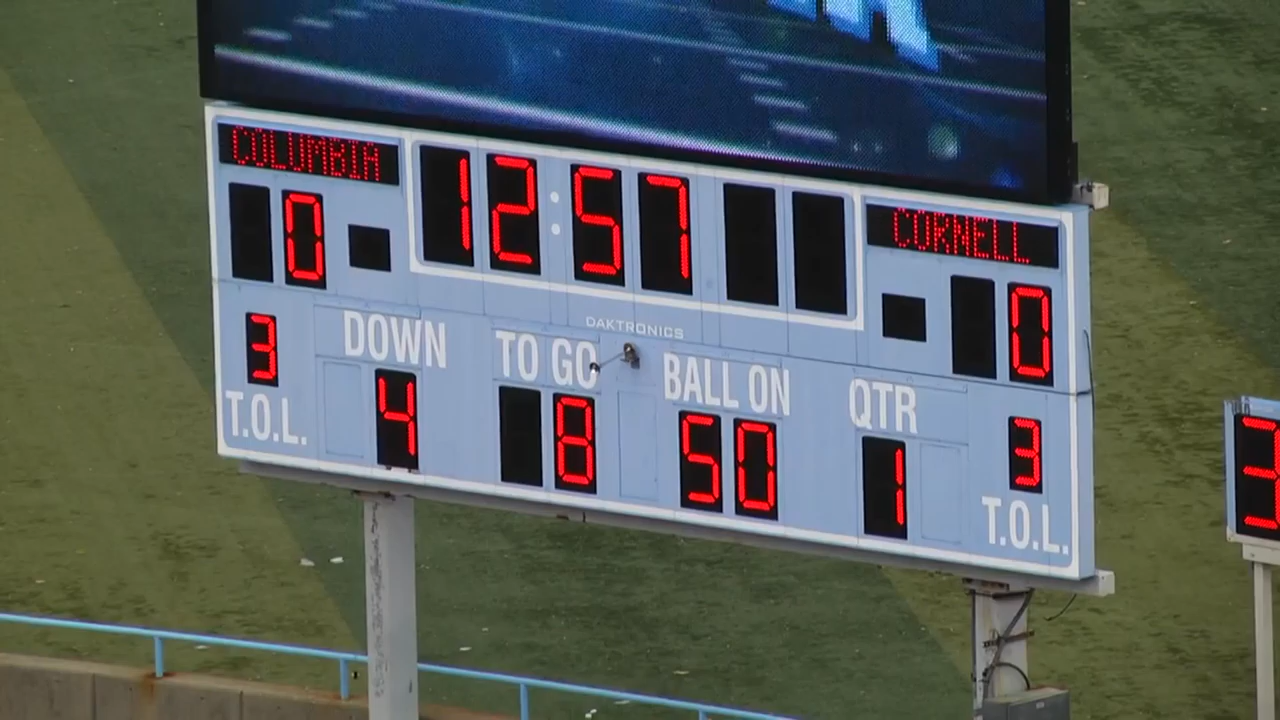 COLUMBIA 12:57 CORNELL
0 0
DAKTRONICS
3 DOWN TO GO BALL ON QTR 3
T.O.L. 4 8 50 1 T.O.L.
3